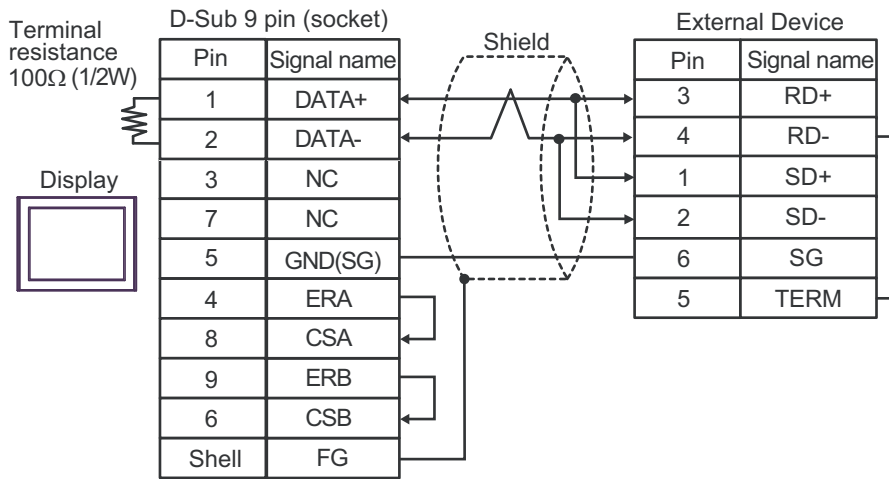 D-Sub 9 pin (socket)
External Device
Terminal
resistance
100Ω (1/2W)
Shield
Pin Signal name
1 DATA+
2 DATA-
3 NC
7 NC
5 GND(SG)
4 ERA
8 CSA
9 ERB
6 CSB
Shell FG
Display
Pin Signal name
3 RD+
4 RD-
1 SD+
2 SD-
6 SG
5 TERM